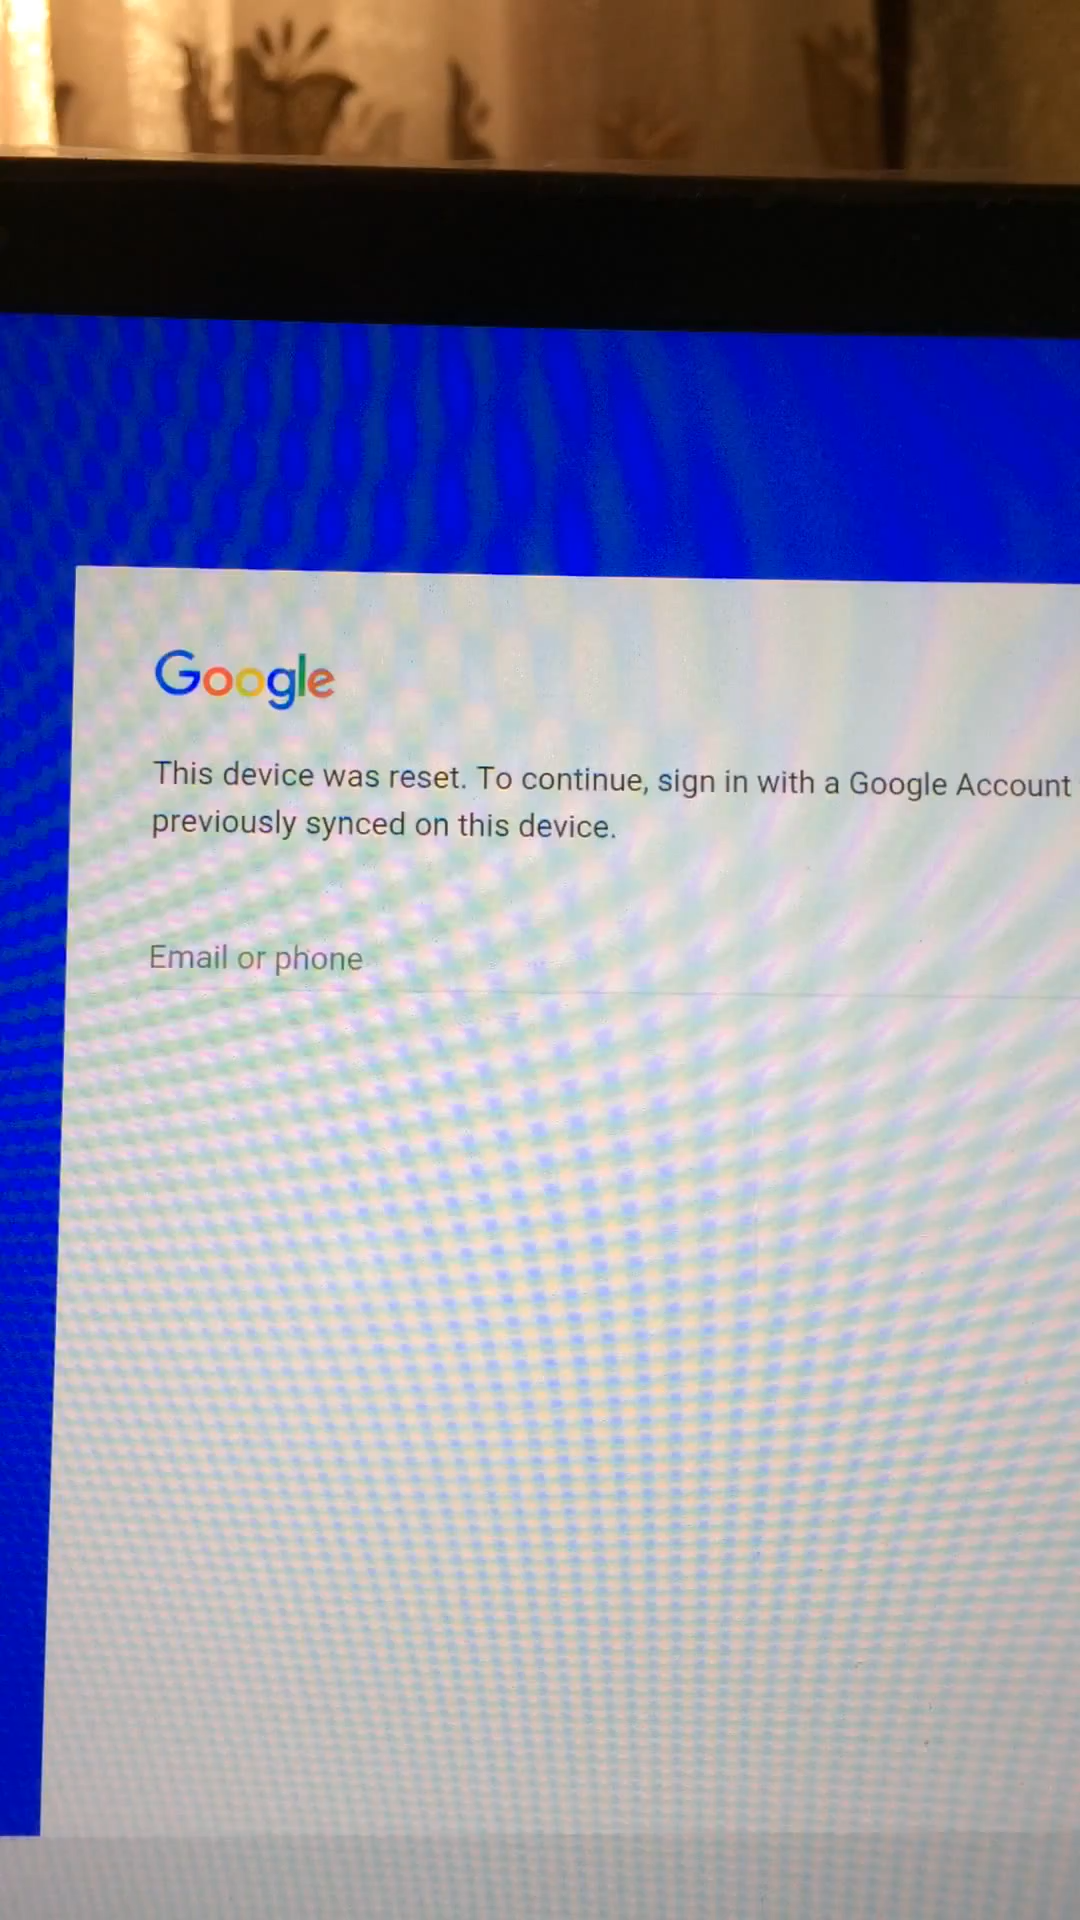 Google
This device was reset. To continue, sign in with a Google Account
previously synced on this device.
Email or phone